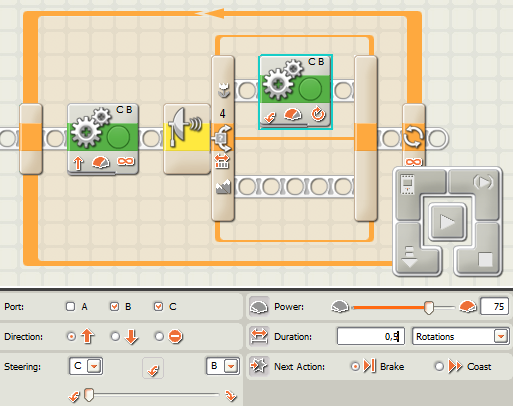 C B
C B
4
Port: A B C
Power: 75
Direction:
Duration: 0,5 Rotations
Steering: C B
Next Action: Brake Coast